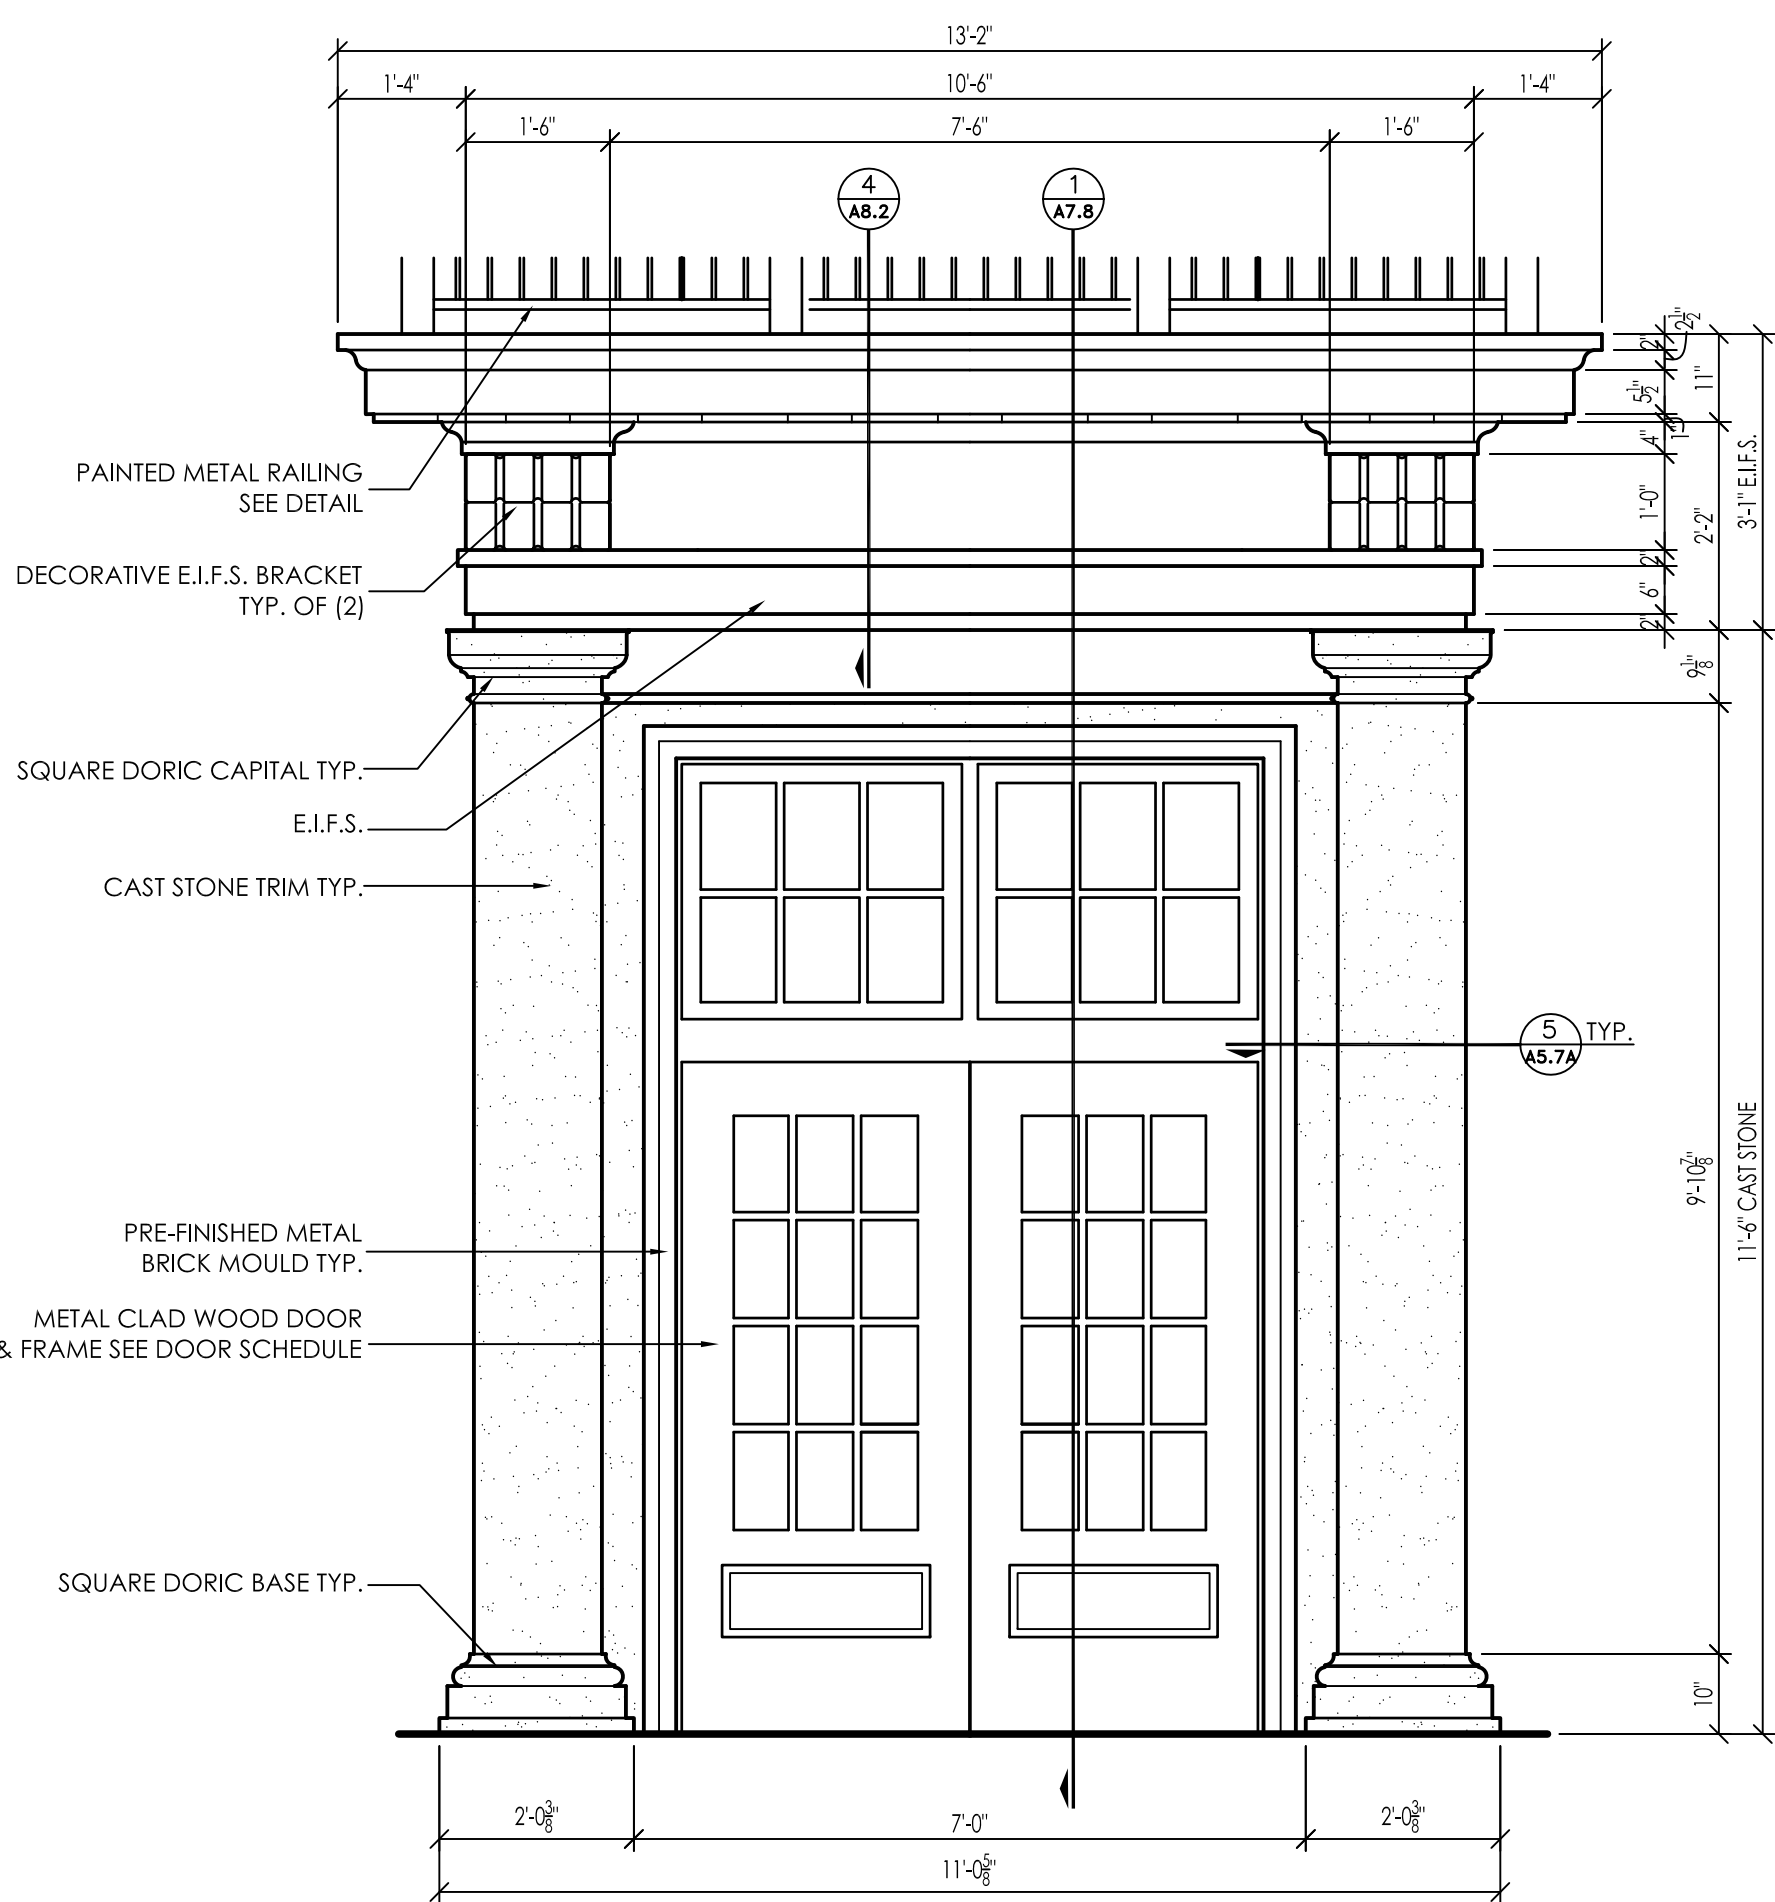 13'-2"
1'-4"
10'-6"
1'-4"
1'-6"
7'-6"
1'-6"
4
A8.2
1
A7.8
2"
2½"
5½"
11"
1"
4"
1'-0"
2'-2"
3'-1" E.I.F.S.
2"
6"
2"
9⅛"
PAINTED METAL RAILING
SEE DETAIL
DECORATIVE E.I.F.S. BRACKET
TYP. OF (2)
SQUARE DORIC CAPITAL TYP.
E.I.F.S.
CAST STONE TRIM TYP.
5
A5.7A
TYP.
9'-10⅞"
11'-6" CAST STONE
PRE-FINISHED METAL
BRICK MOULD TYP.
METAL CLAD WOOD DOOR
& FRAME SEE DOOR SCHEDULE
SQUARE DORIC BASE TYP.
10"
2'-0⅜"
7'-0"
2'-0⅜"
11'-0⅝"